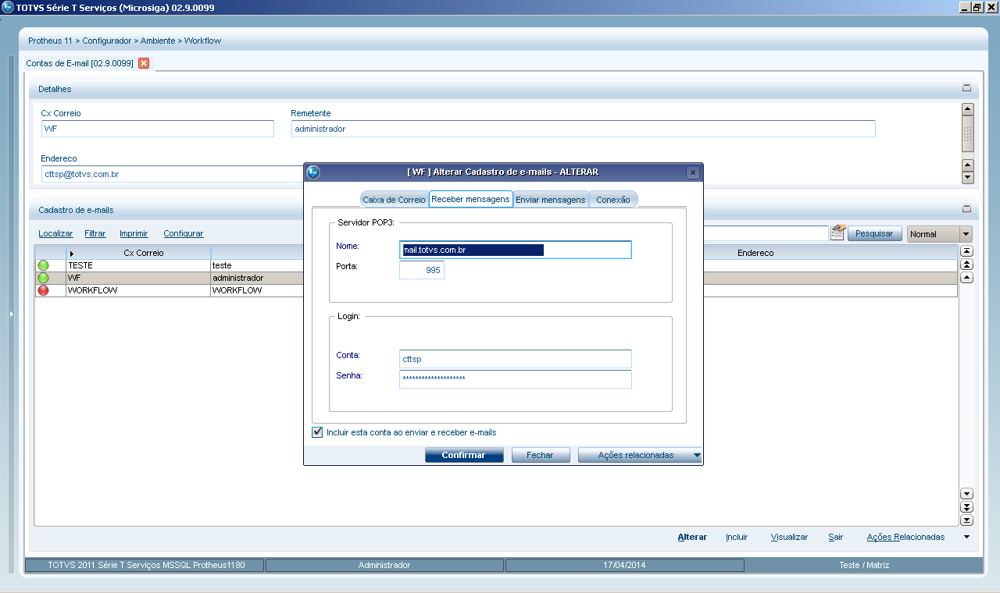 TOTVS Série T Serviços (Microsiga) 02.9.0099
Protheus 11 > Configurador > Ambiente > Workflow
Contas de E-mail [02.9.0099]
Detalhes
Cx Correio
Remetente
WF
administrador
Endereco
cttsp@totvs.com.br
[ WF ] Alterar Cadastro de e-mails - ALTERAR
Caixa de Correio
Receber mensagens
Enviar mensagens
Conexão
Servidor POP3:
Nome:
mail.totvs.com.br
Porta:
995
Login:
Conta:
cttsp
Senha:
*******************
Incluir esta conta ao enviar e receber e-mails
Confirmar
Fechar
Ações relacionadas
Cadastro de e-mails
Localizar
Filtrar
Imprimir
Configurar
Pesquisar
Normal
Cx Correio
Endereco
TESTE
teste
WF
administrador
WORKFLOW
WORKFLOW
Alterar
Incluir
Visualizar
Sair
Ações Relacionadas
TOTVS 2011 Série T Serviços MSSQL Protheus1180
Administrador
17/04/2014
Teste / Matriz